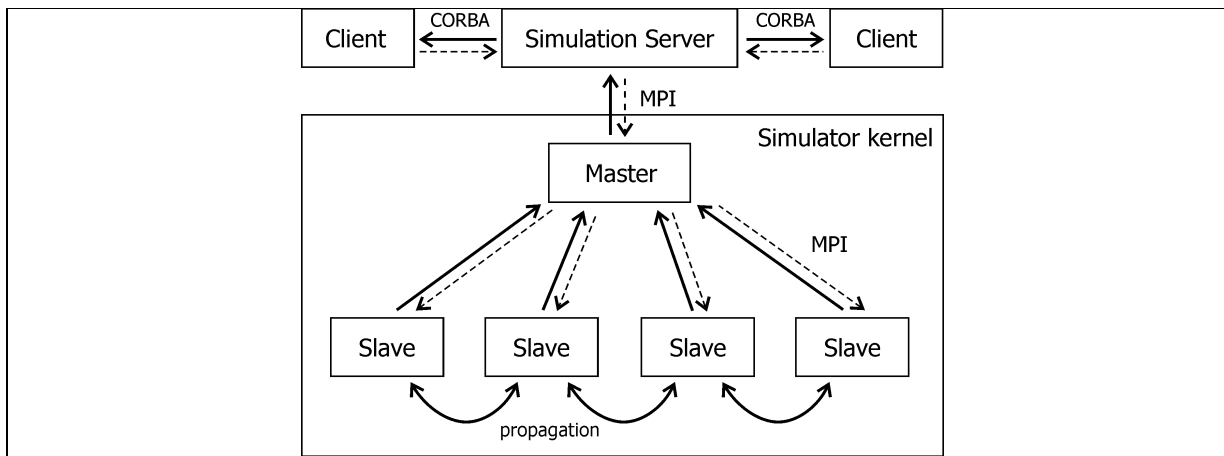 CORBA
CORBA
Client
Simulation Server
Client
MPI
Simulator kernel
Master
MPI
Slave
Slave
Slave
Slave
propagation